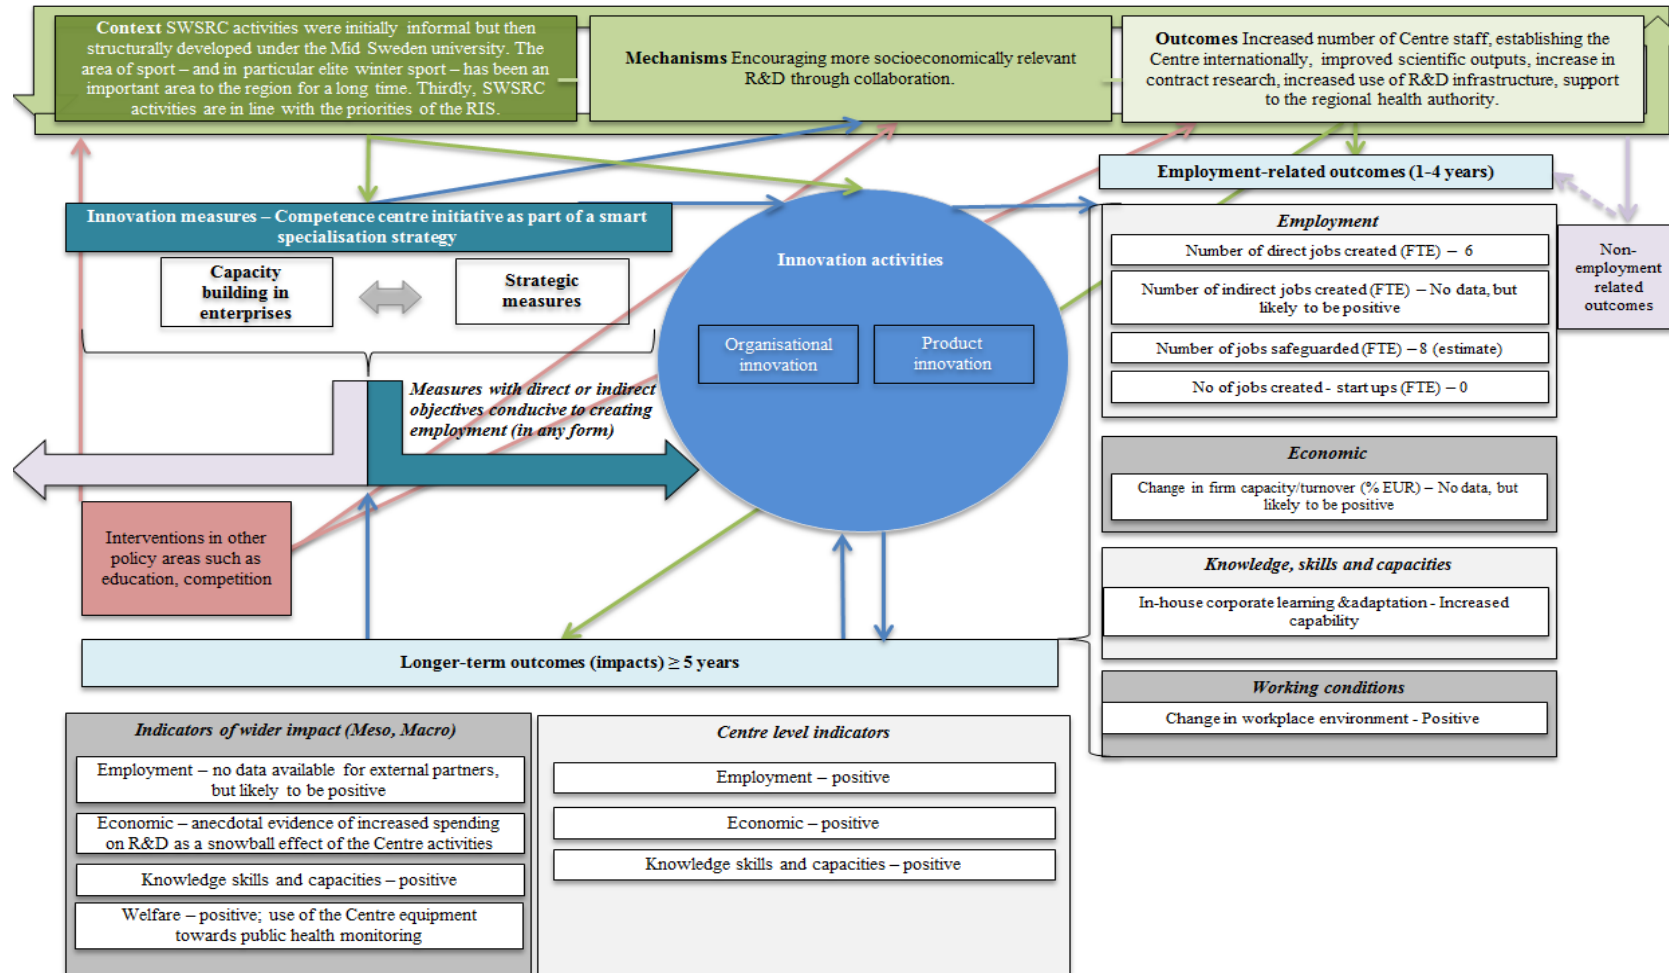 Context SWSRC activities were initially informal but then
structurally developed under the Mid Sweden university. The
area of sport – and in particular elite winter sport – has been an
important area to the region for a long time. Thirdly, SWSRC
activities are in line with the priorities of the RIS.
Mechanisms Encouraging more socioeconomically relevant
R&D through collaboration.
Outcomes Increased number of Centre staff, establishing the
Centre internationally, improved scientific outputs, increase in
contract research, increased use of R&D infrastructure, support
to the regional health authority.
Employment-related outcomes (1-4 years)
Innovation measures – Competence centre initiative as part of a smart
specialisation strategy
Capacity
building in
enterprises
Strategic
measures
Measures with direct or indirect
objectives conducive to creating
employment (in any form)
Innovation activities
Organisational
innovation
Product
innovation
Employment
Number of direct jobs created (FTE) – 6
Number of indirect jobs created (FTE) – No data, but
likely to be positive
Number of jobs safeguarded (FTE) – 8 (estimate)
No of jobs created - start ups (FTE) – 0
Non-
employment
related
outcomes
Economic
Change in firm capacity/turnover (% EUR) – No data, but
likely to be positive
Knowledge, skills and capacities
In-house corporate learning &adaptation - Increased
capability
Working conditions
Change in workplace environment - Positive
Interventions in other
policy areas such as
education, competition
Longer-term outcomes (impacts) ≥ 5 years
Indicators of wider impact (Meso, Macro)
Employment – no data available for external partners,
but likely to be positive
Economic – anecdotal evidence of increased spending
on R&D as a snowball effect of the Centre activities
Knowledge skills and capacities – positive
Welfare – positive; use of the Centre equipment
towards public health monitoring
Centre level indicators
Employment – positive
Economic – positive
Knowledge skills and capacities – positive